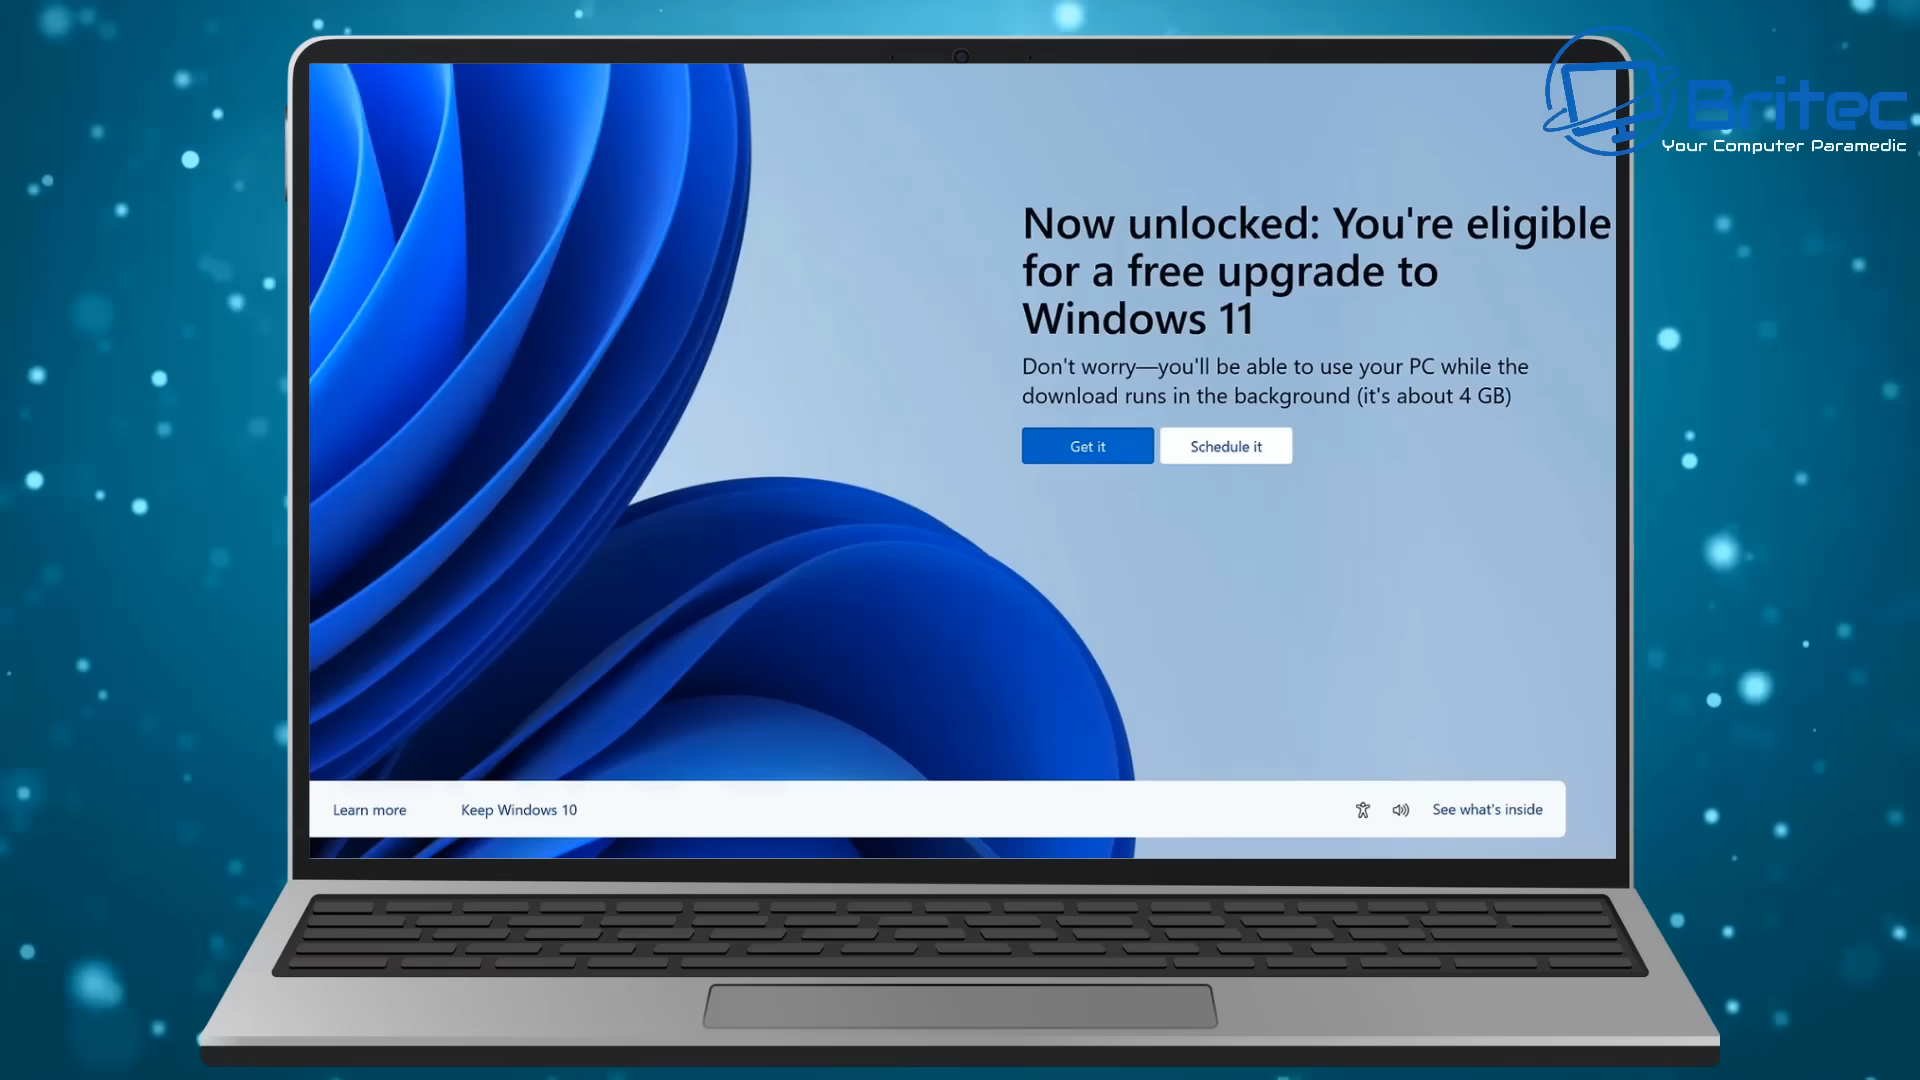 Britec
Your Computer Paramedic
Now unlocked: You're eligible
for a free upgrade to
Windows 11
Don't worry—you'll be able to use your PC while the
download runs in the background (it's about 4 GB)
Get it
Schedule it
Learn more
Keep Windows 10
See what's inside